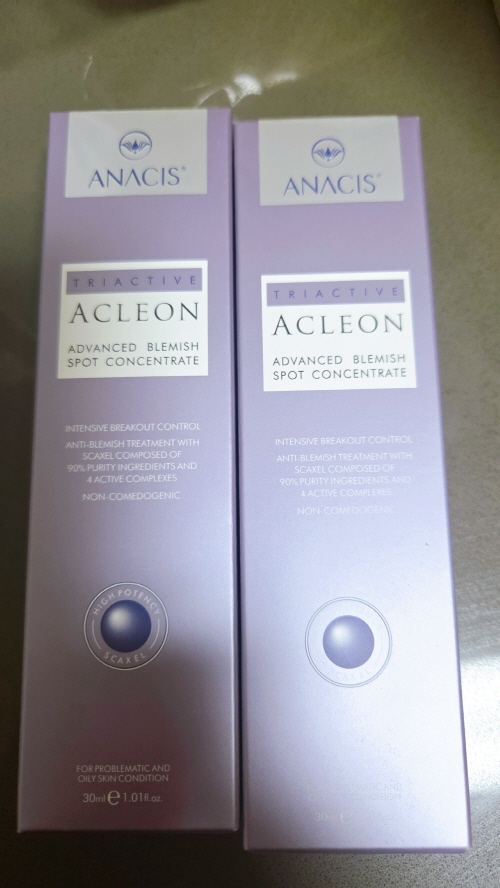 ANACIS®
TRIACTIVE
ACLEON
ADVANCED BLEMISH
SPOT CONCENTRATE
INTENSIVE BREAKOUT CONTROL
ANTI-BLEMISH TREATMENT WITH
SCAXEL COMPOSED OF
90% PURITY INGREDIENTS AND
4 ACTIVE COMPLEXES
NON-COMEDOGENIC
HIGH POTENCY
SCAXEL
FOR PROBLEMATIC AND
OILY SKIN CONDITION
30ml e 1.01fl.oz.
ANACIS®
TRIACTIVE
ACLEON
ADVANCED BLEMISH
SPOT CONCENTRATE
INTENSIVE BREAKOUT CONTROL
ANTI-BLEMISH TREATMENT WITH
SCAXEL COMPOSED OF
90% PURITY INGREDIENTS AND
4 ACTIVE COMPLEXES
NON-COMEDOGENIC
SCAXEL
30ml e